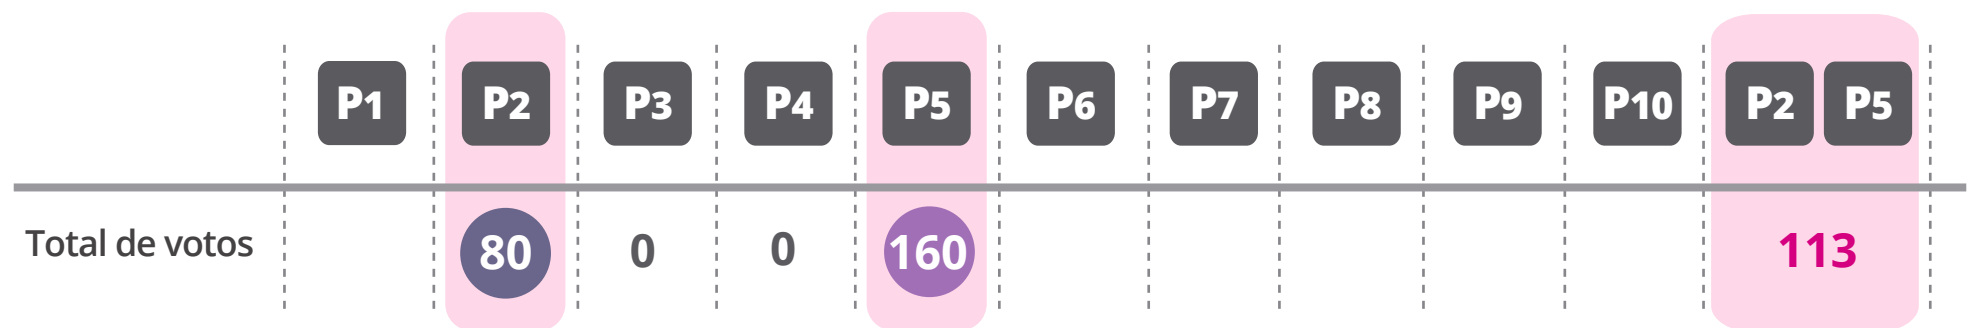 P1 P2 P3 P4 P5 P6 P7 P8 P9 P10 P2 P5
Total de votos 80 0 0 160 113